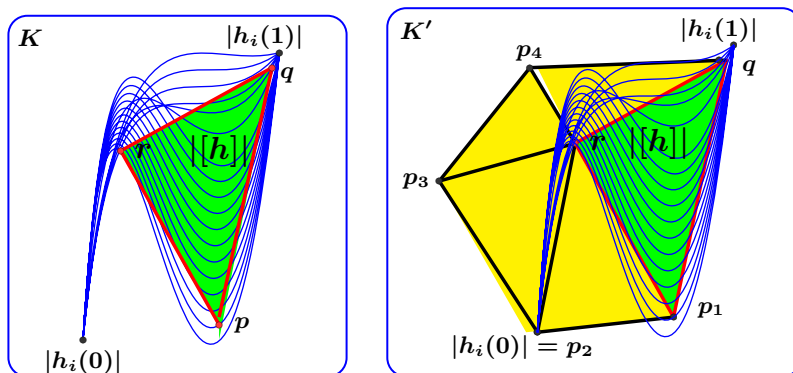 K
|h_i(1)|
q
r
|[h]|
p
|h_i(0)|
K′
|h_i(1)|
p_4
q
r
|[h]|
p_3
p_1
|h_i(0)| = p_2